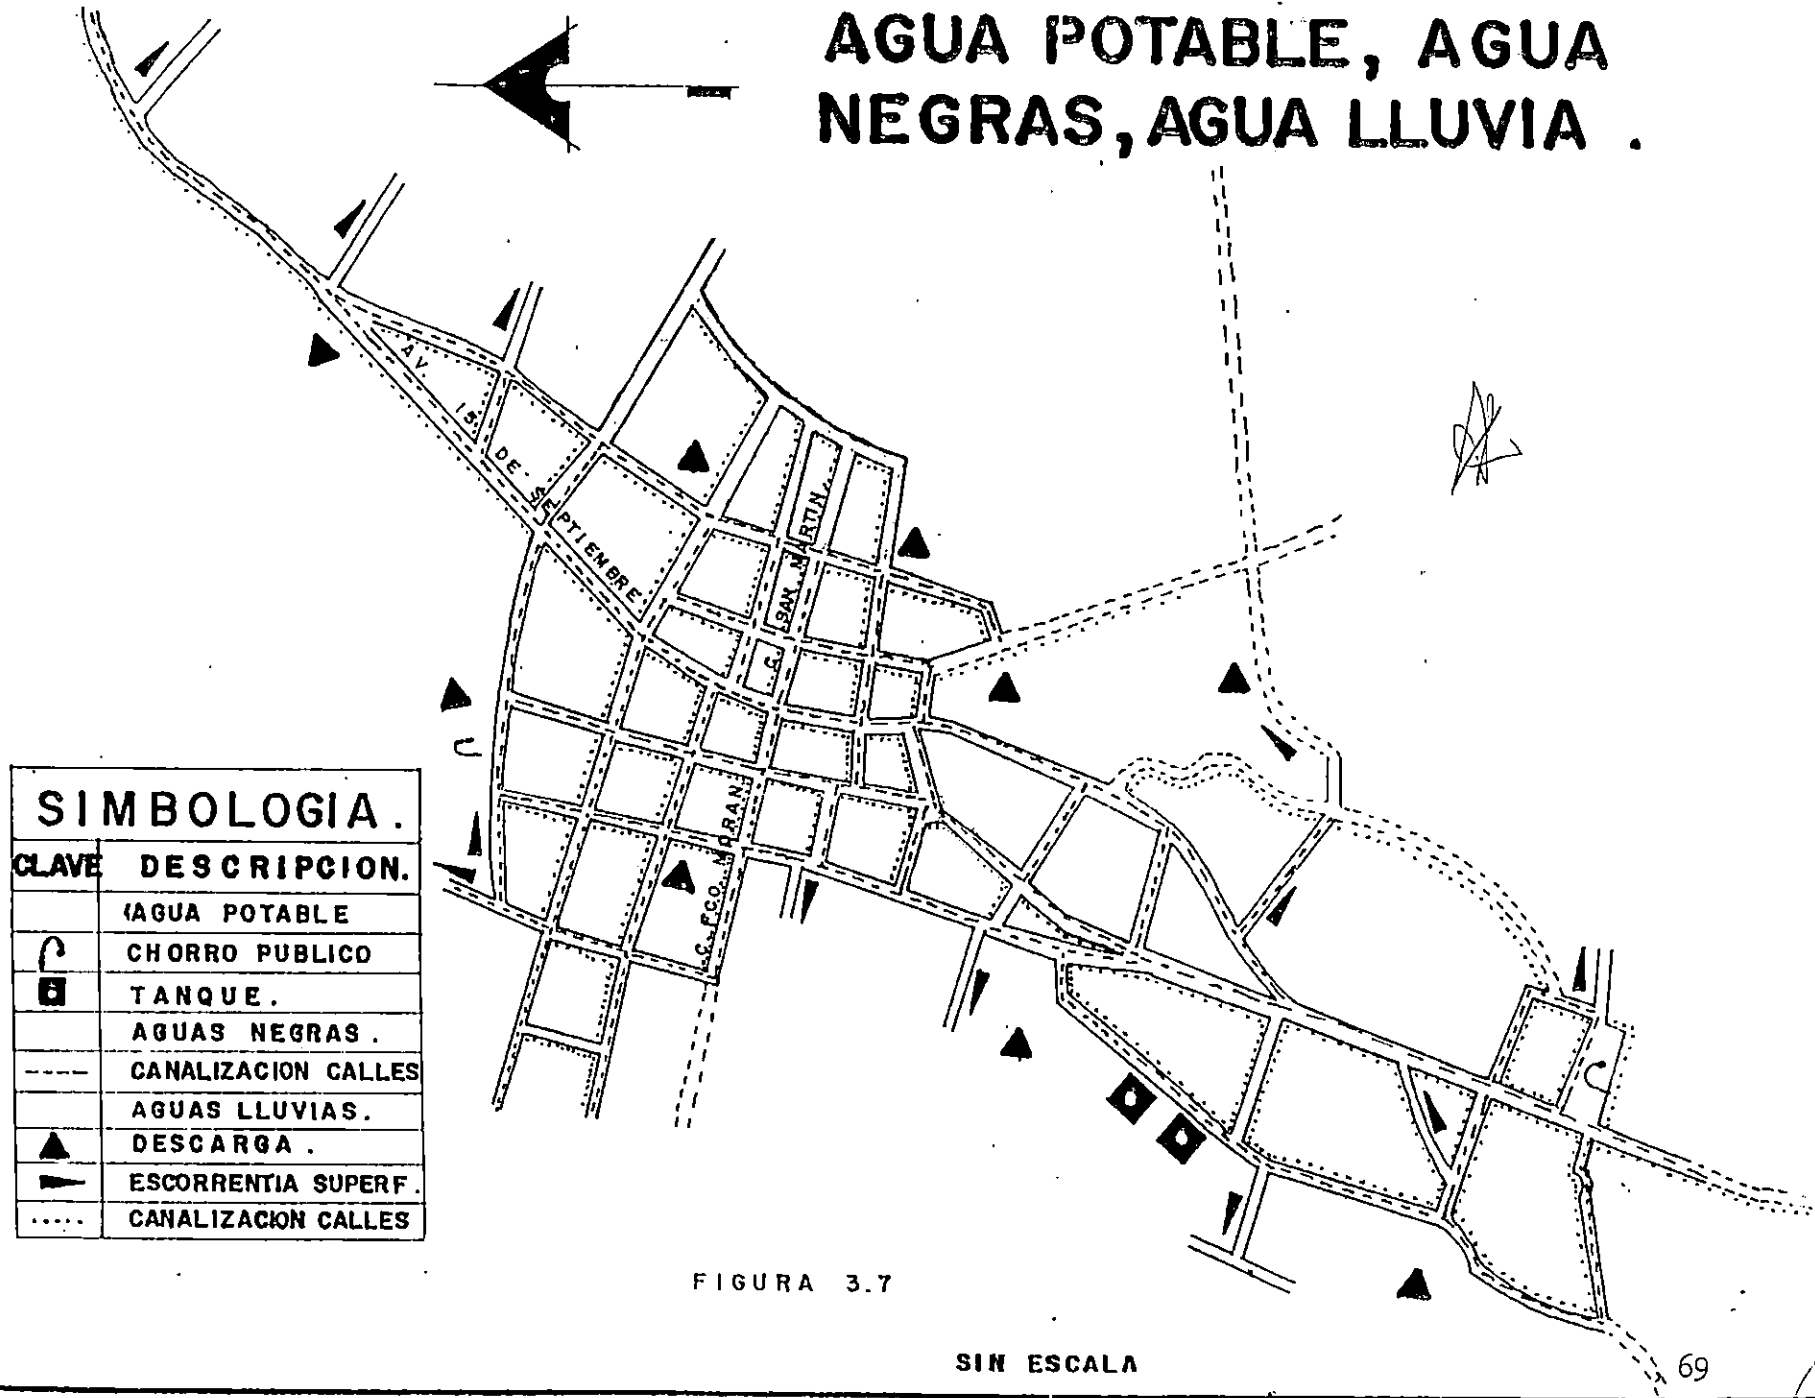 AGUA POTABLE, AGUA
NEGRAS, AGUA LLUVIA .
AV. 15 DE SEPTIEMBRE
C. SAN MARTIN
C. FCO. MORAN
SIMBOLOGIA.
CLAVE DESCRIPCION.
AGUA POTABLE
CHORRO PUBLICO
TANQUE.
AGUAS NEGRAS.
CANALIZACION CALLES
AGUAS LLUVIAS.
DESCARGA.
ESCORRENTIA SUPERF.
CANALIZACION CALLES
FIGURA 3.7
SIN ESCALA
69